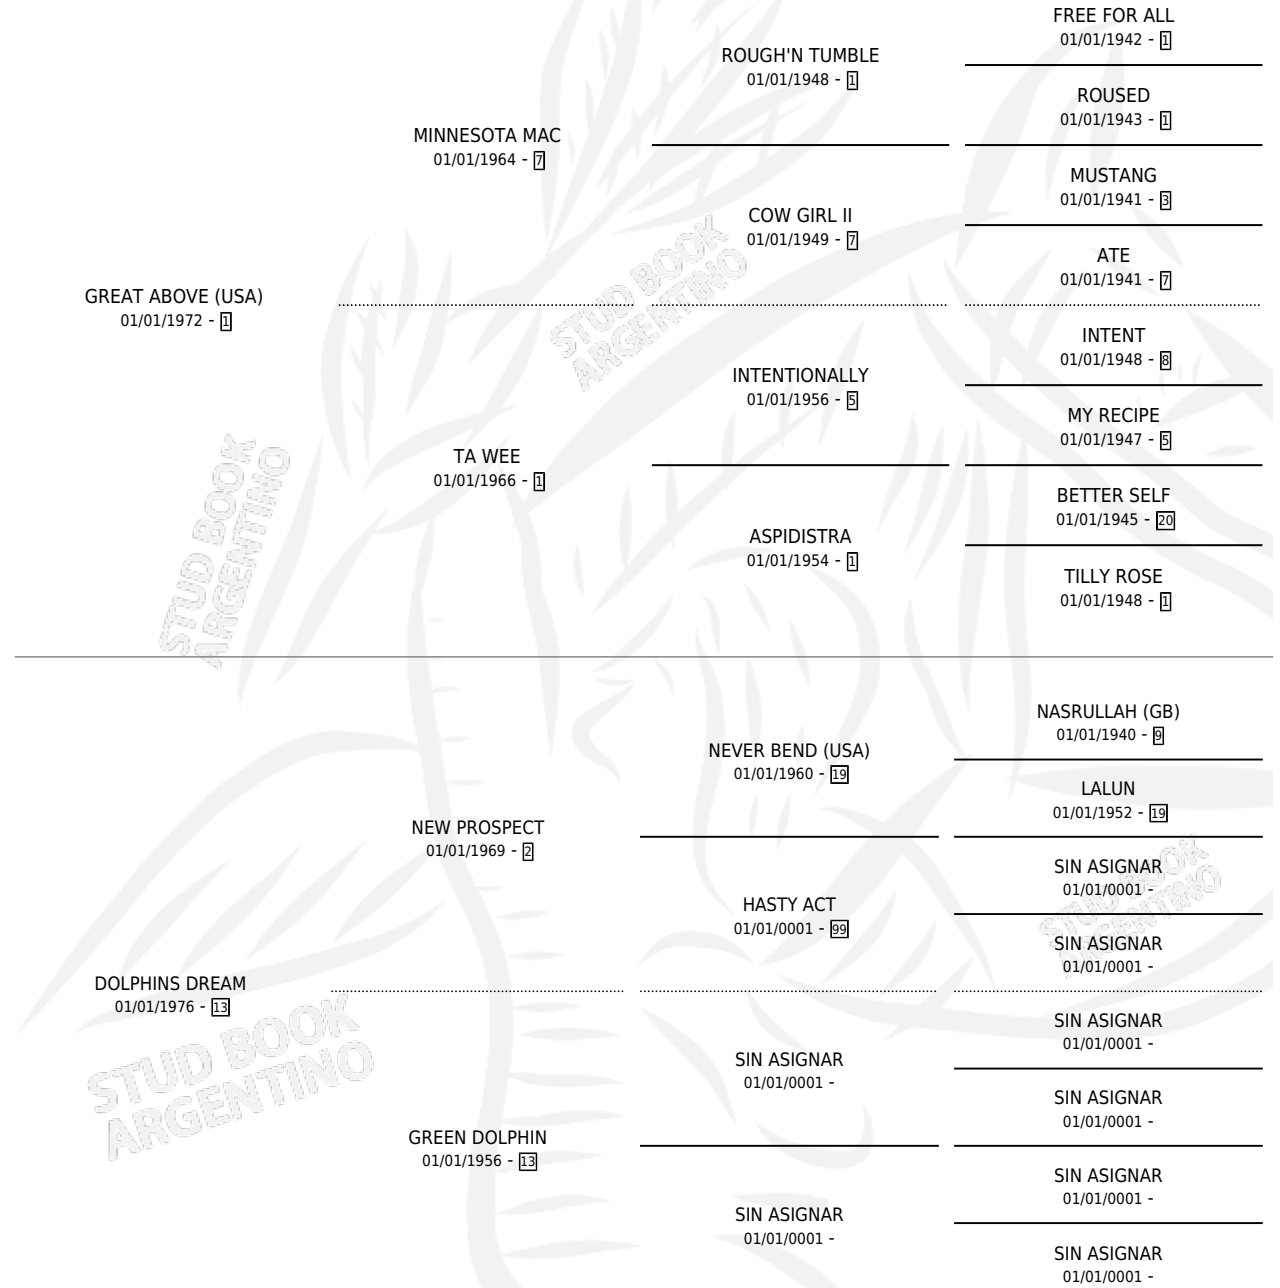 FREE FOR ALL
01/01/1942 - 1
ROUGH'N TUMBLE
01/01/1948 - 1
ROUSED
01/01/1943 - 1
MINNESOTA MAC
01/01/1964 - 7
MUSTANG
01/01/1941 - 3
COW GIRL II
01/01/1949 - 7
ATE
01/01/1941 - 7
GREAT ABOVE (USA)
01/01/1972 - 1
INTENT
01/01/1948 - 8
INTENTIONALLY
01/01/1956 - 5
MY RECIPE
01/01/1947 - 5
TA WEE
01/01/1966 - 1
BETTER SELF
01/01/1945 - 20
ASPIDISTRA
01/01/1954 - 1
TILLY ROSE
01/01/1948 - 1
STUD BOOK
ARGENTINO
STUD BOOK
ARGENTINO
NASRULLAH (GB)
01/01/1940 - 9
NEVER BEND (USA)
01/01/1960 - 19
LALUN
01/01/1952 - 19
NEW PROSPECT
01/01/1969 - 2
SIN ASIGNAR
01/01/0001 -
HASTY ACT
01/01/0001 - 99
SIN ASIGNAR
01/01/0001 -
DOLPHINS DREAM
01/01/1976 - 13
SIN ASIGNAR
01/01/0001 -
SIN ASIGNAR
01/01/0001 -
SIN ASIGNAR
01/01/0001 -
GREEN DOLPHIN
01/01/1956 - 13
SIN ASIGNAR
01/01/0001 -
SIN ASIGNAR
01/01/0001 -
SIN ASIGNAR
01/01/0001 -
STUD BOOK
ARGENTINO
STUD BOOK
ARGENTINO